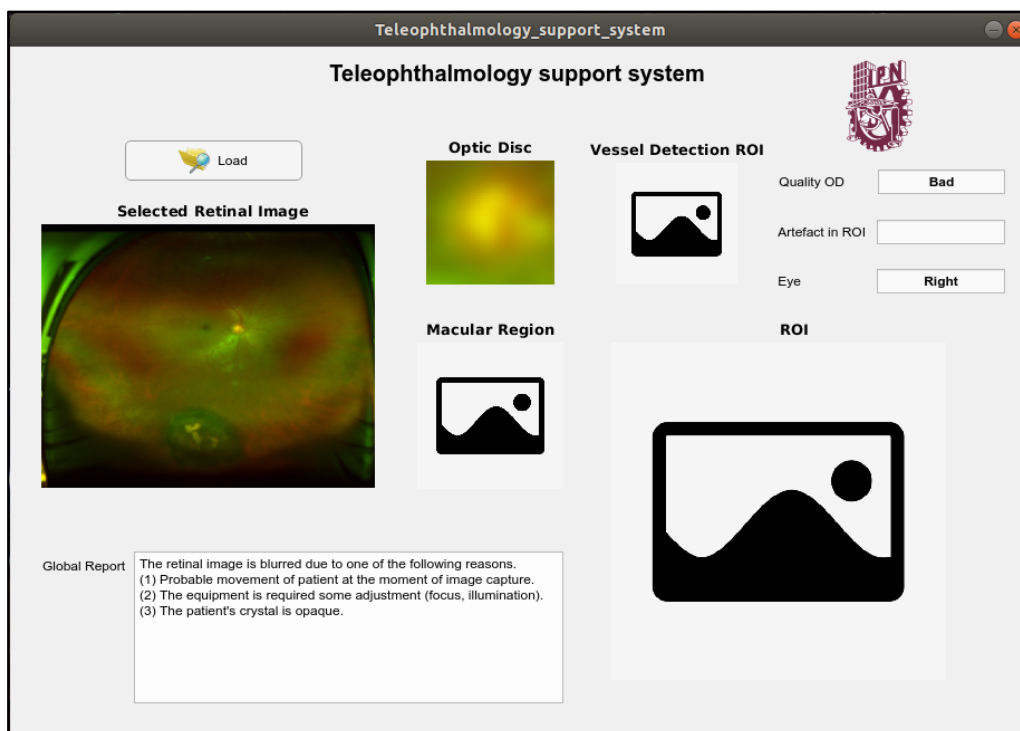 Teleophthalmology_support_system
Teleophthalmology support system
IPN
Load
Optic Disc
Vessel Detection ROI
Quality OD
Bad
Selected Retinal Image
Artefact in ROI
Eye
Right
Macular Region
ROI
Global Report
The retinal image is blurred due to one of the following reasons.
(1) Probable movement of patient at the moment of image capture.
(2) The equipment is required some adjustment (focus, illumination).
(3) The patient's crystal is opaque.